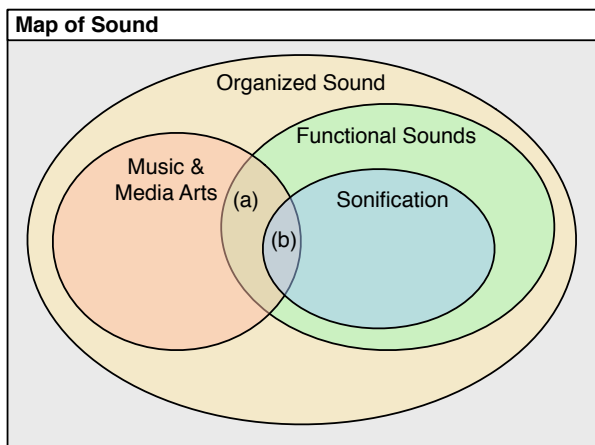 Map of Sound
Organized Sound
Functional Sounds
Music &
Media Arts
(a)
Sonification
(b)